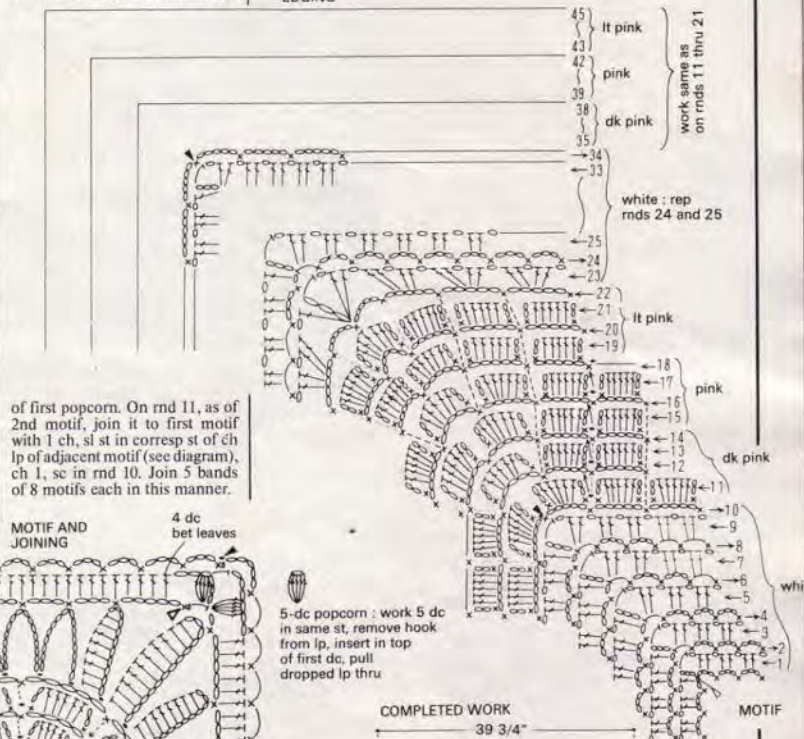 45
43
lt pink
42
39
pink
38
35
dk pink
work same as
on rnds 11 thru 21
34
33
white : rep
rnds 24 and 25
25
24
23
22
21
20
19
lt pink
18
17
16
15
pink
14
13
12
11
dk pink
10
9
8
7
6
5
4
3
2
1
whi
of first popcorn. On rnd 11, as of
2nd motif, join it to first motif
with 1 ch, sl st in corresp st of ch
lp of adjacent motif (see diagram),
ch 1, sc in rnd 10. Join 5 bands
of 8 motifs each in this manner.
MOTIF AND
JOINING
4 dc
bet leaves
5-dc popcorn : work 5 dc
in same st, remove hook
from lp, insert in top
of first dc, pull
dropped lp thru
COMPLETED WORK
39 3/4"
MOTIF